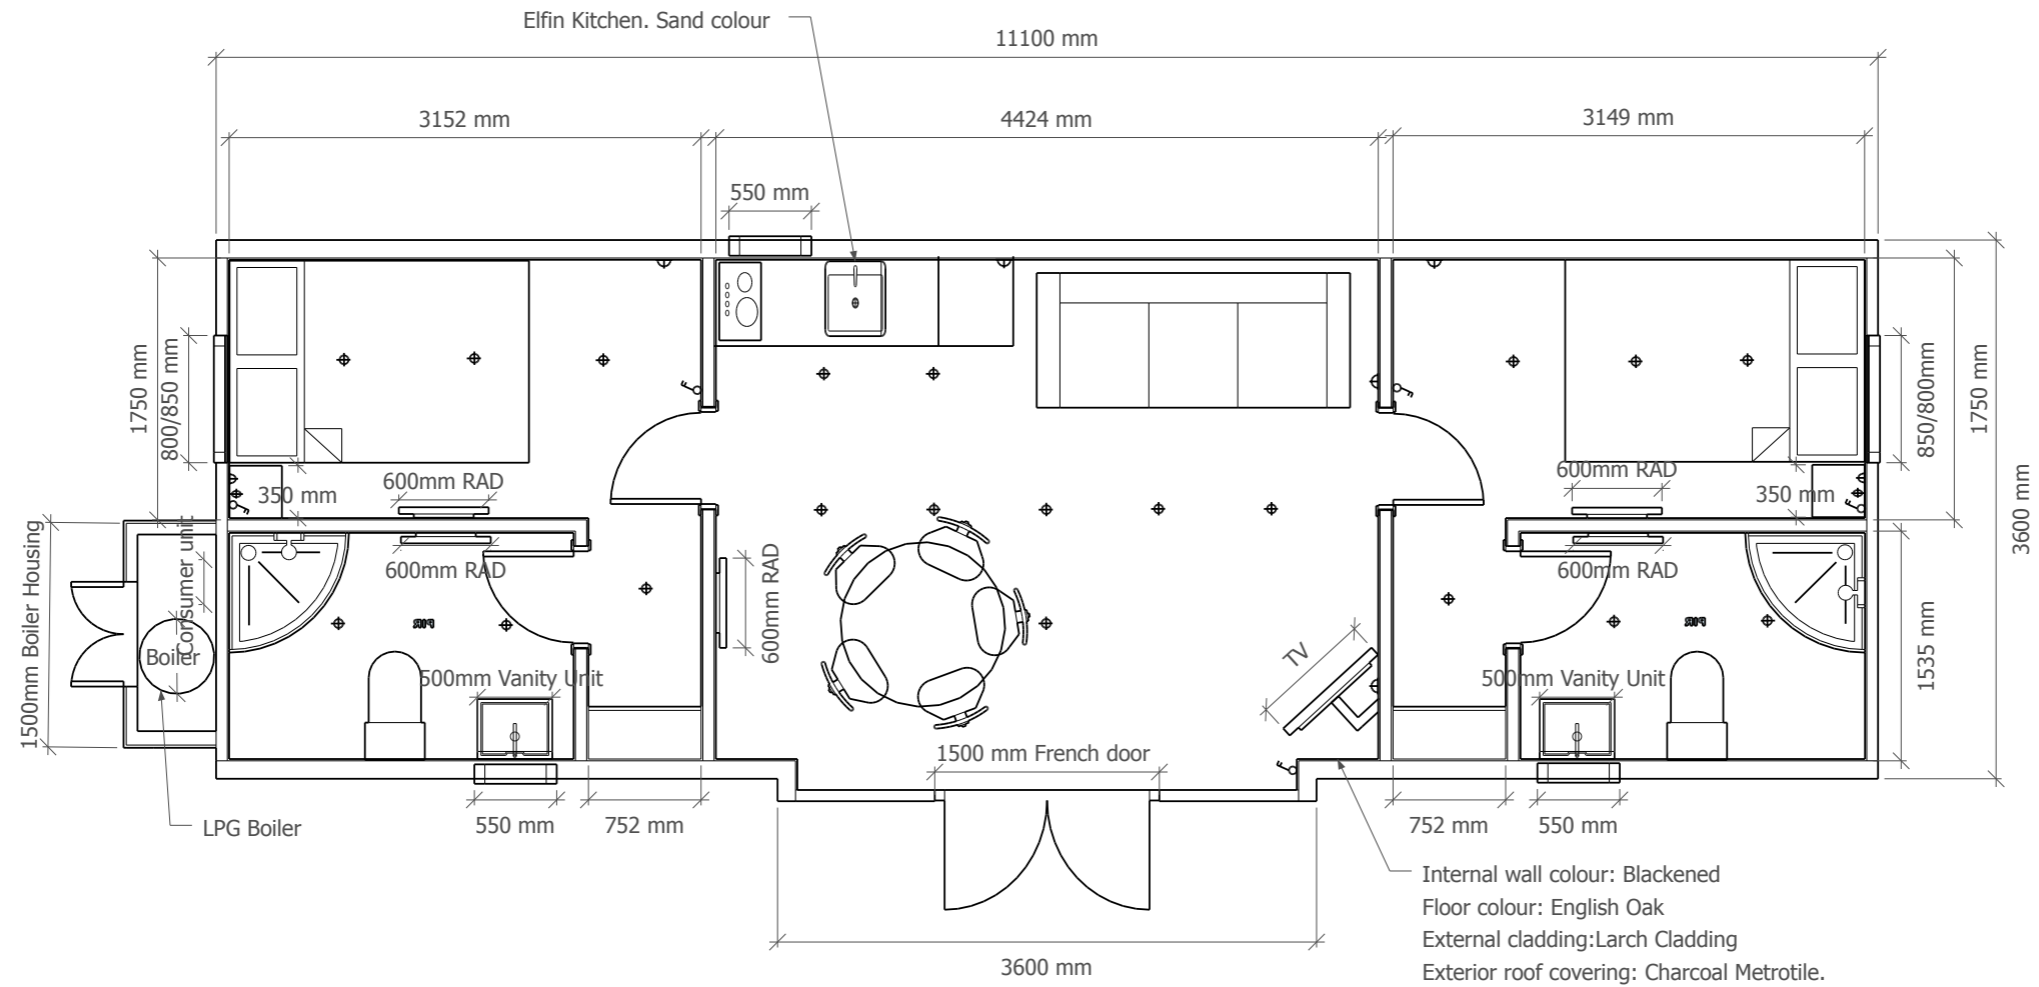 Elfin Kitchen. Sand colour
11100 mm
3152 mm
4424 mm
3149 mm
550 mm
1750 mm
800/850 mm
850/800mm
1750 mm
3600 mm
600mm RAD
350 mm
600mm RAD
350 mm
1500mm Boiler Housing
Consumer unit
600mm RAD
600mm RAD
600mm RAD
PIR
PIR
1535 mm
Boiler
TV
500mm Vanity Unit
500mm Vanity Unit
1500 mm French door
LPG Boiler
550 mm
752 mm
752 mm
550 mm
Internal wall colour: Blackened
Floor colour: English Oak
External cladding:Larch Cladding
Exterior roof covering: Charcoal Metrotile.
3600 mm